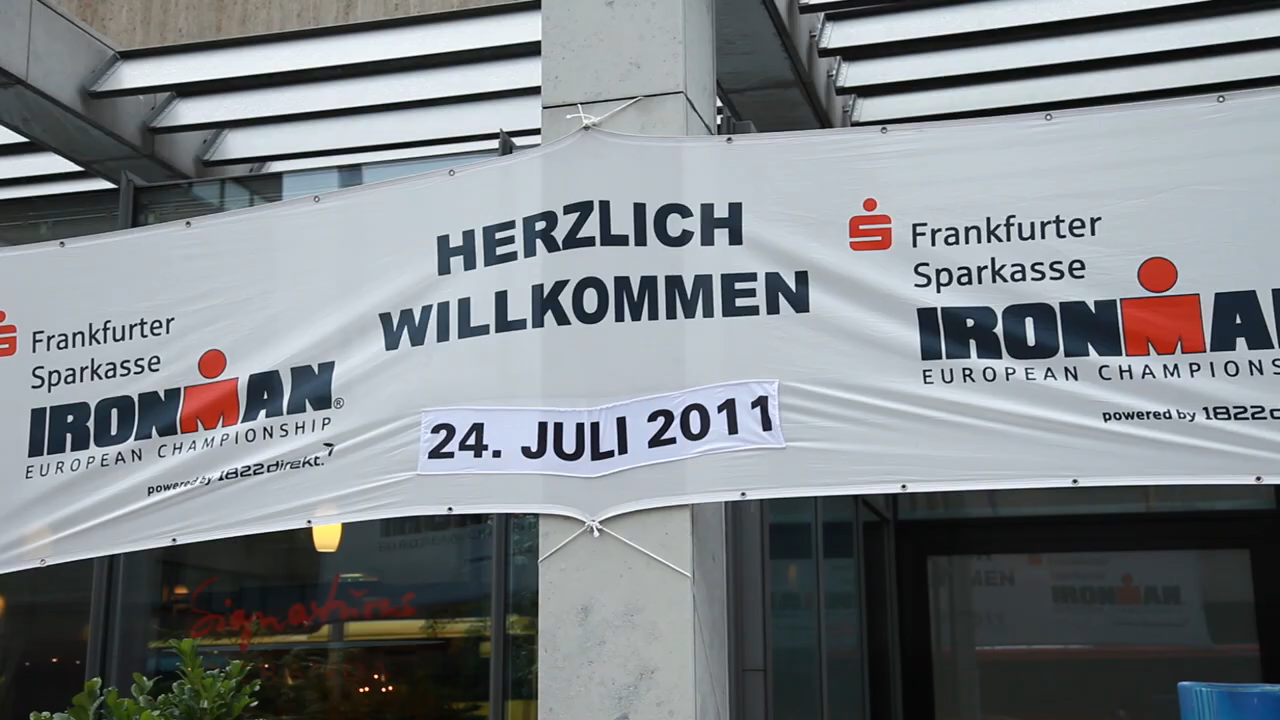 HERZLICH
WILLKOMMEN
24. JULI 2011
Frankfurter
Sparkasse
IRONMAN®
EUROPEAN CHAMPIONSHIP
powered by 1822direkt.
Frankfurter
Sparkasse
IRONMA
EUROPEAN CHAMPIONS
powered by 1822d
IRONMAN